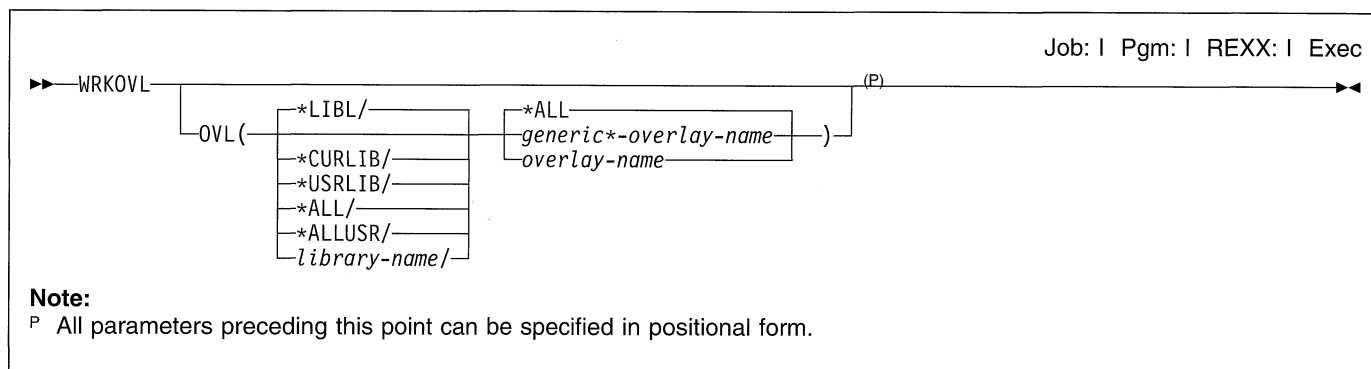 Job: I Pgm: I REXX: I Exec
WRKOVL (P)
OVL( *LIBL/ *ALL
generic*-overlay-name )
*CURLIB/ overlay-name
*USRLIB/
*ALL/
*ALLUSR/
library-name/
Note:
P All parameters preceding this point can be specified in positional form.